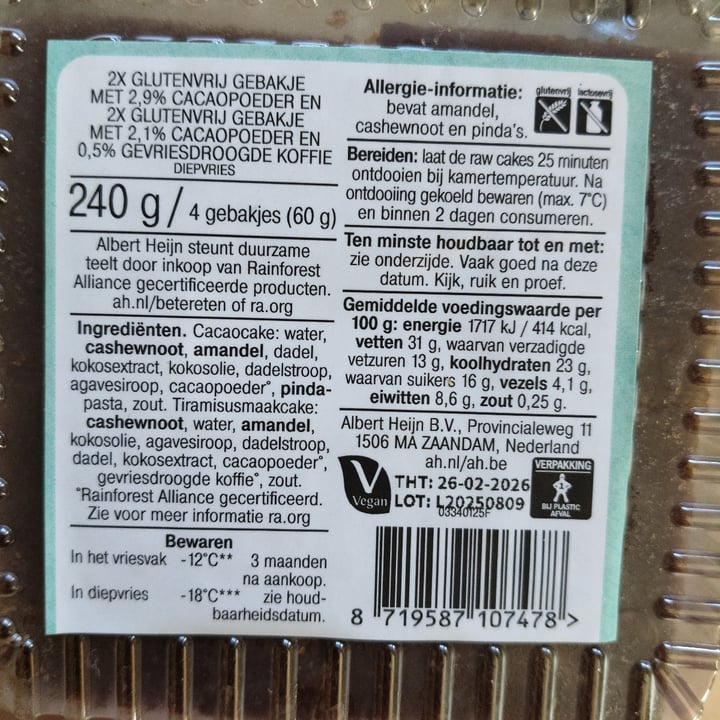 2X GLUTENVRIJ GEBAKJE
MET 2,9% CACAOPOEDER EN
2X GLUTENVRIJ GEBAKJE
MET 2,1% CACAOPOEDER EN
0,5% GEVRIESDROOGDE KOFFIE
DIEPVRIES
240 g / 4 gebakjes (60 g)
Albert Heijn steunt duurzame
teelt door inkoop van Rainforest
Alliance gecertificeerde producten.
ah.nl/betereten of ra.org
Ingrediënten. Cacaocake: water,
cashewnoot, amandel, dadel,
kokosextract, kokosolie, dadelstroop,
agavesiroop, cacaopoeder°, pinda-
pasta, zout. Tiramisusmaakcake:
cashewnoot, water, amandel,
kokosolie, agavesiroop, dadelstroop,
dadel, kokosextract, cacaopoeder°,
gevriesdroogde koffie°, zout.
°Rainforest Alliance gecertificeerd.
Zie voor meer informatie ra.org
Bewaren
In het vriesvak -12°C** 3 maanden
na aankoop.
In diepvries -18°C*** zie houd-
baarheidsdatum.
Allergie-informatie:
bevat amandel,
cashewnoot en pinda's.
glutenvrij lactosevrij
Bereiden: laat de raw cakes 25 minuten
ontdooien bij kamertemperatuur. Na
ontdooiing gekoeld bewaren (max. 7°C)
en binnen 2 dagen consumeren.
Ten minste houdbaar tot en met:
zie onderzijde. Vaak goed na deze
datum. Kijk, ruik en proef.
Gemiddelde voedingswaarde per
100 g: energie 1717 kJ / 414 kcal,
vetten 31 g, waarvan verzadigde
vetzuren 13 g, koolhydraten 23 g,
waarvan suikers 16 g, vezels 4,1 g,
eiwitten 8,6 g, zout 0,25 g.
Albert Heijn B.V., Provincialeweg 11
1506 MA ZAANDAM, Nederland
ah.nl/ah.be
V
Vegan
THT: 26-02-2026
LOT: L20250809
03340125F
VERPAKKING
1
BIJ PLASTIC
AFVAL
8 719587 107478 >